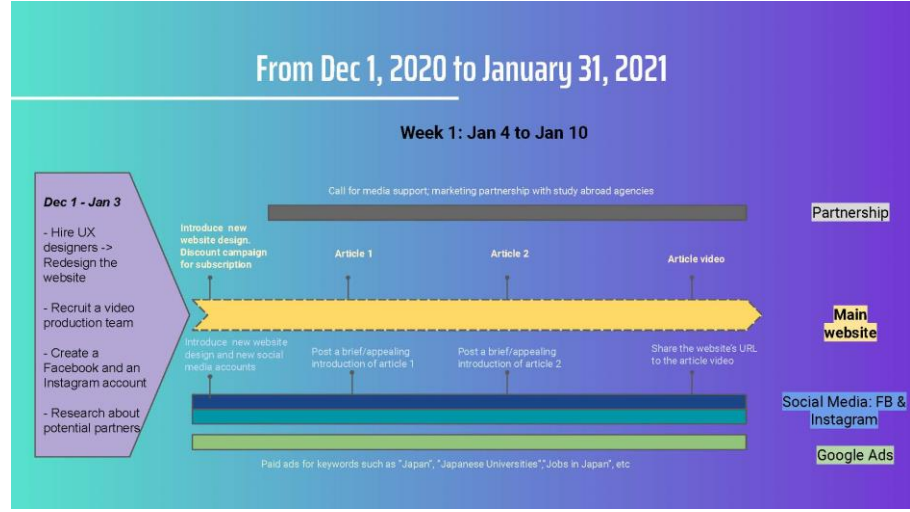 From Dec 1, 2020 to January 31, 2021
Week 1: Jan 4 to Jan 10
Dec 1 - Jan 3
- Hire UX
designers ->
Redesign the
website
- Recruit a video
production team
- Create a
Facebook and an
Instagram account
- Research about
potential partners
Call for media support; marketing partnership with study abroad agencies
Partnership
Introduce new
website design.
Discount campaign
for subscription
Article 1
Article 2
Article video
Main
website
Introduce new website
design and new social
media accounts
Post a brief/appealing
introduction of article 1
Post a brief/appealing
introduction of article 2
Share the website's URL
to the article video
Social Media: FB &
Instagram
Google Ads
Paid ads for keywords such as "Japan", "Japanese Universities","Jobs in Japan", etc